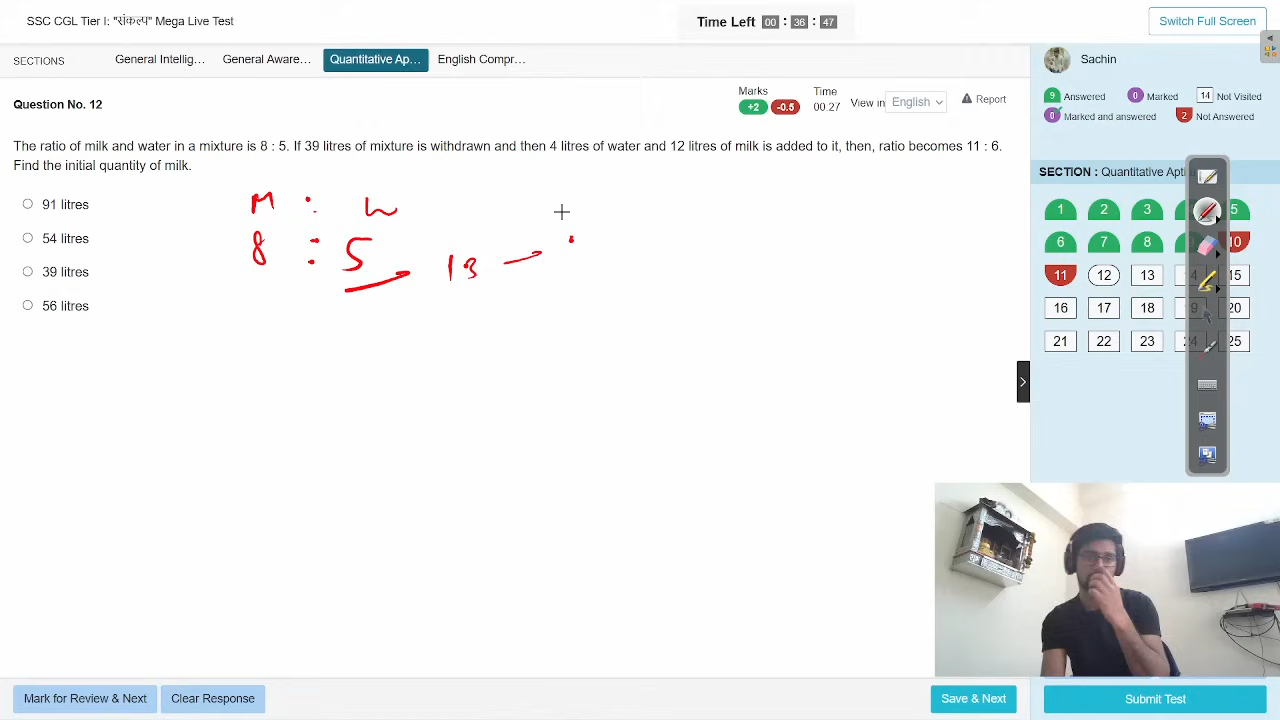 SSC CGL Tier I: "संकल्प" Mega Live Test
Time Left 00 : 36 : 47
Switch Full Screen
SECTIONS
General Intellig...
General Aware...
Quantitative Ap...
English Compr...
Sachin
Question No. 12
Marks
+2 -0.5
Time
00:27
View in English
Report
9 Answered
0 Marked
14 Not Visited
0 Marked and answered
2 Not Answered
The ratio of milk and water in a mixture is 8 : 5. If 39 litres of mixture is withdrawn and then 4 litres of water and 12 litres of milk is added to it, then, ratio becomes 11 : 6.
Find the initial quantity of milk.
91 litres
54 litres
39 litres
56 litres
M : W
8 : 5
13
SECTION : Quantitative Apti
1 2 3 5
6 7 8 10
11 12 13 14 15
16 17 18 19 20
21 22 23 24 25
Mark for Review & Next
Clear Response
Save & Next
Submit Test